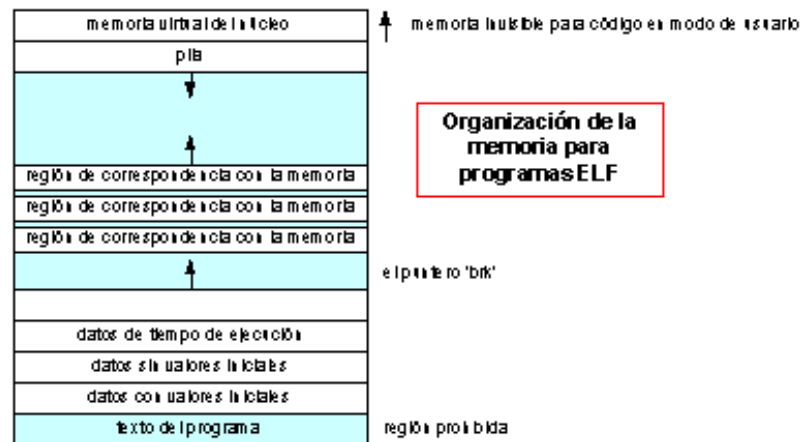 memoria virtual de núcleo
memoria invisible para código en modo de usuario
pila
Organización de la
memoria para
programas ELF
región de correspondencia con la memoria
región de correspondencia con la memoria
región de correspondencia con la memoria
el puntero 'brk'
datos de tiempo de ejecución
datos sin valores iniciales
datos con valores iniciales
texto del programa
región prohibida